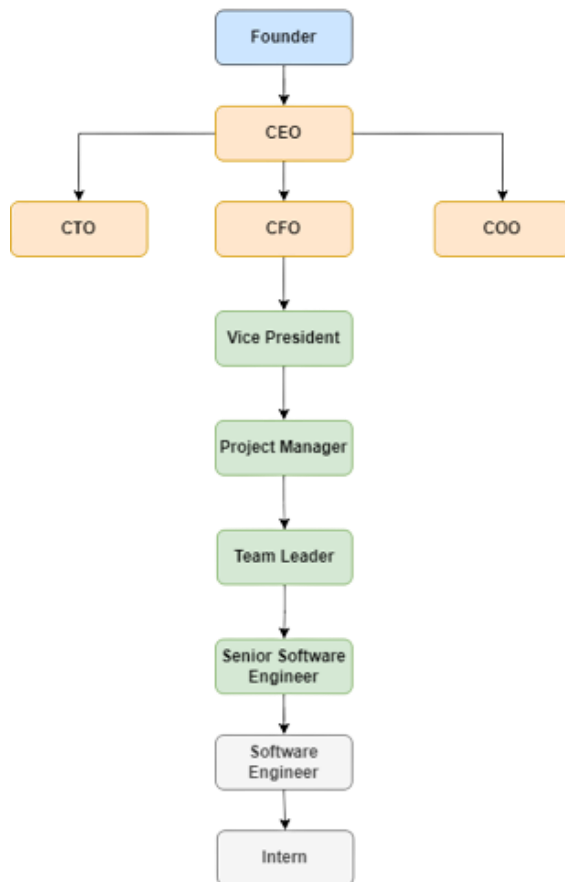 Founder
CEO
CTO
CFO
COO
Vice President
Project Manager
Team Leader
Senior Software
Engineer
Software
Engineer
Intern